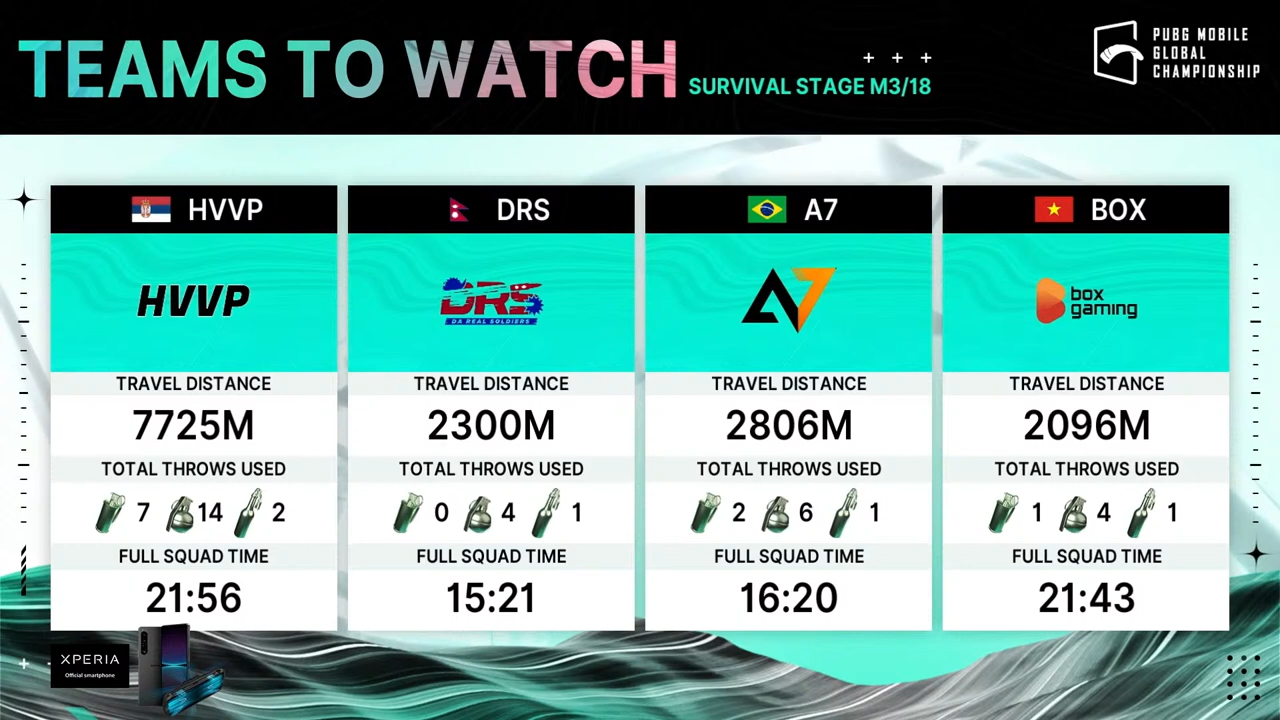 TEAMS TO WATCH
SURVIVAL STAGE M3/18
PUBG MOBILE
GLOBAL
CHAMPIONSHIP
HVVP
HVVP
TRAVEL DISTANCE
7725M
TOTAL THROWS USED
7 14 2
FULL SQUAD TIME
21:56
DRS
DRS
DA REAL SOLDIERS
TRAVEL DISTANCE
2300M
TOTAL THROWS USED
0 4 1
FULL SQUAD TIME
15:21
A7
A7
TRAVEL DISTANCE
2806M
TOTAL THROWS USED
2 6 1
FULL SQUAD TIME
16:20
BOX
box
gaming
TRAVEL DISTANCE
2096M
TOTAL THROWS USED
1 4 1
FULL SQUAD TIME
21:43
XPERIA
Official smartphone